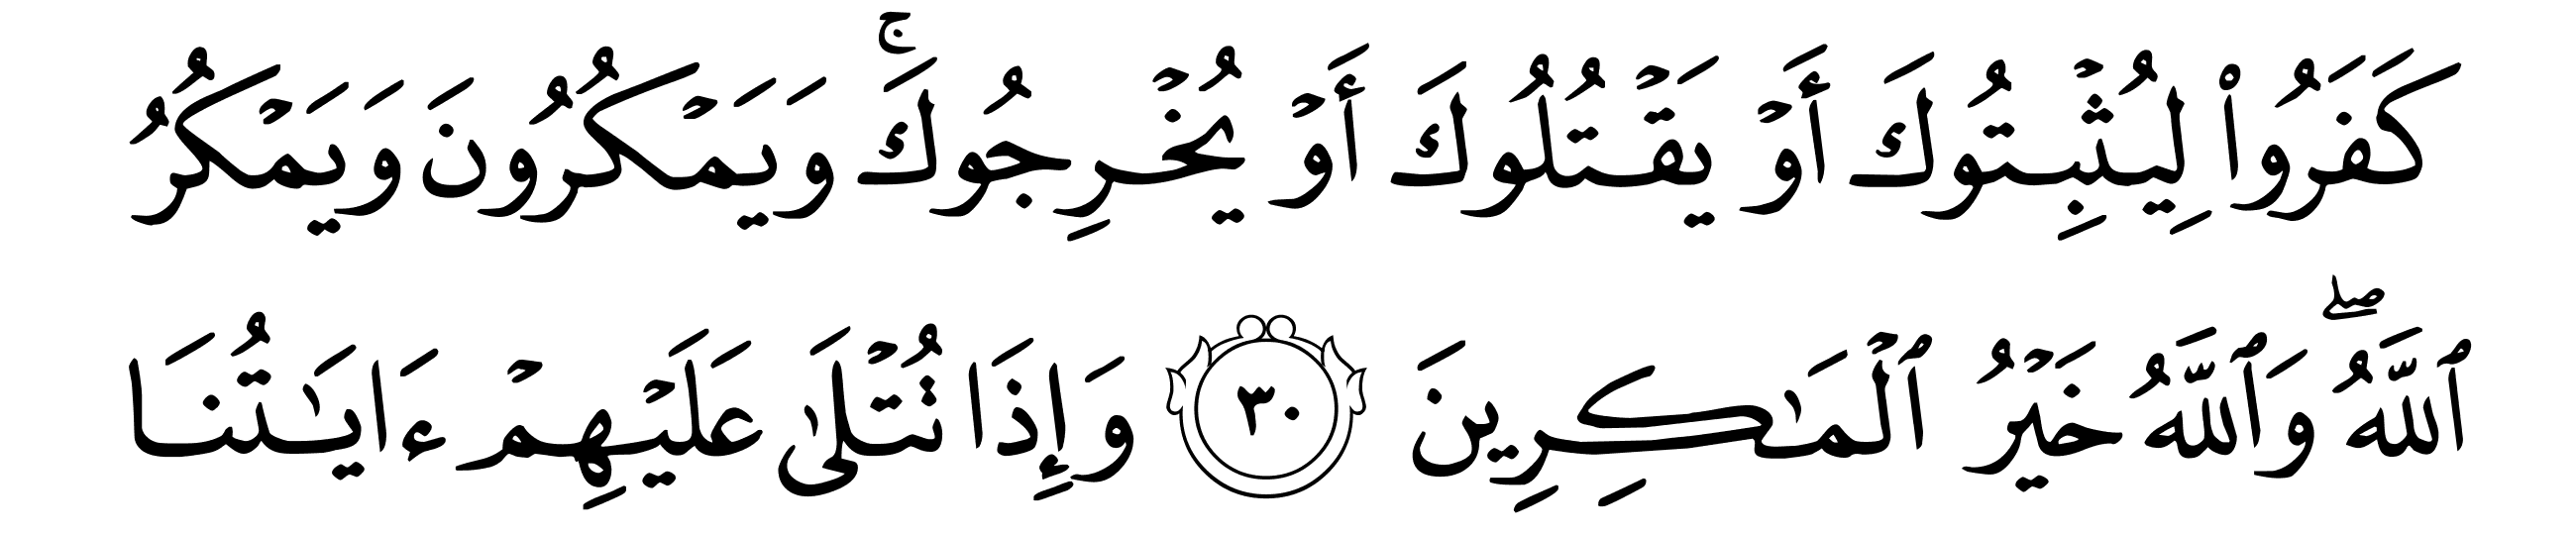 كَفَرُوا۟ لِيُثْبِتُوكَ أَوْ يَقْتُلُوكَ أَوْ يُخْرِجُوكَۚ وَيَمْكُرُونَ وَيَمْكُرُ
ٱللَّهُۖ وَٱللَّهُ خَيْرُ ٱلْمَـٰكِرِينَ ٣٠ وَإِذَا تُتْلَىٰ عَلَيْهِمْ ءَايَـٰتُنَا